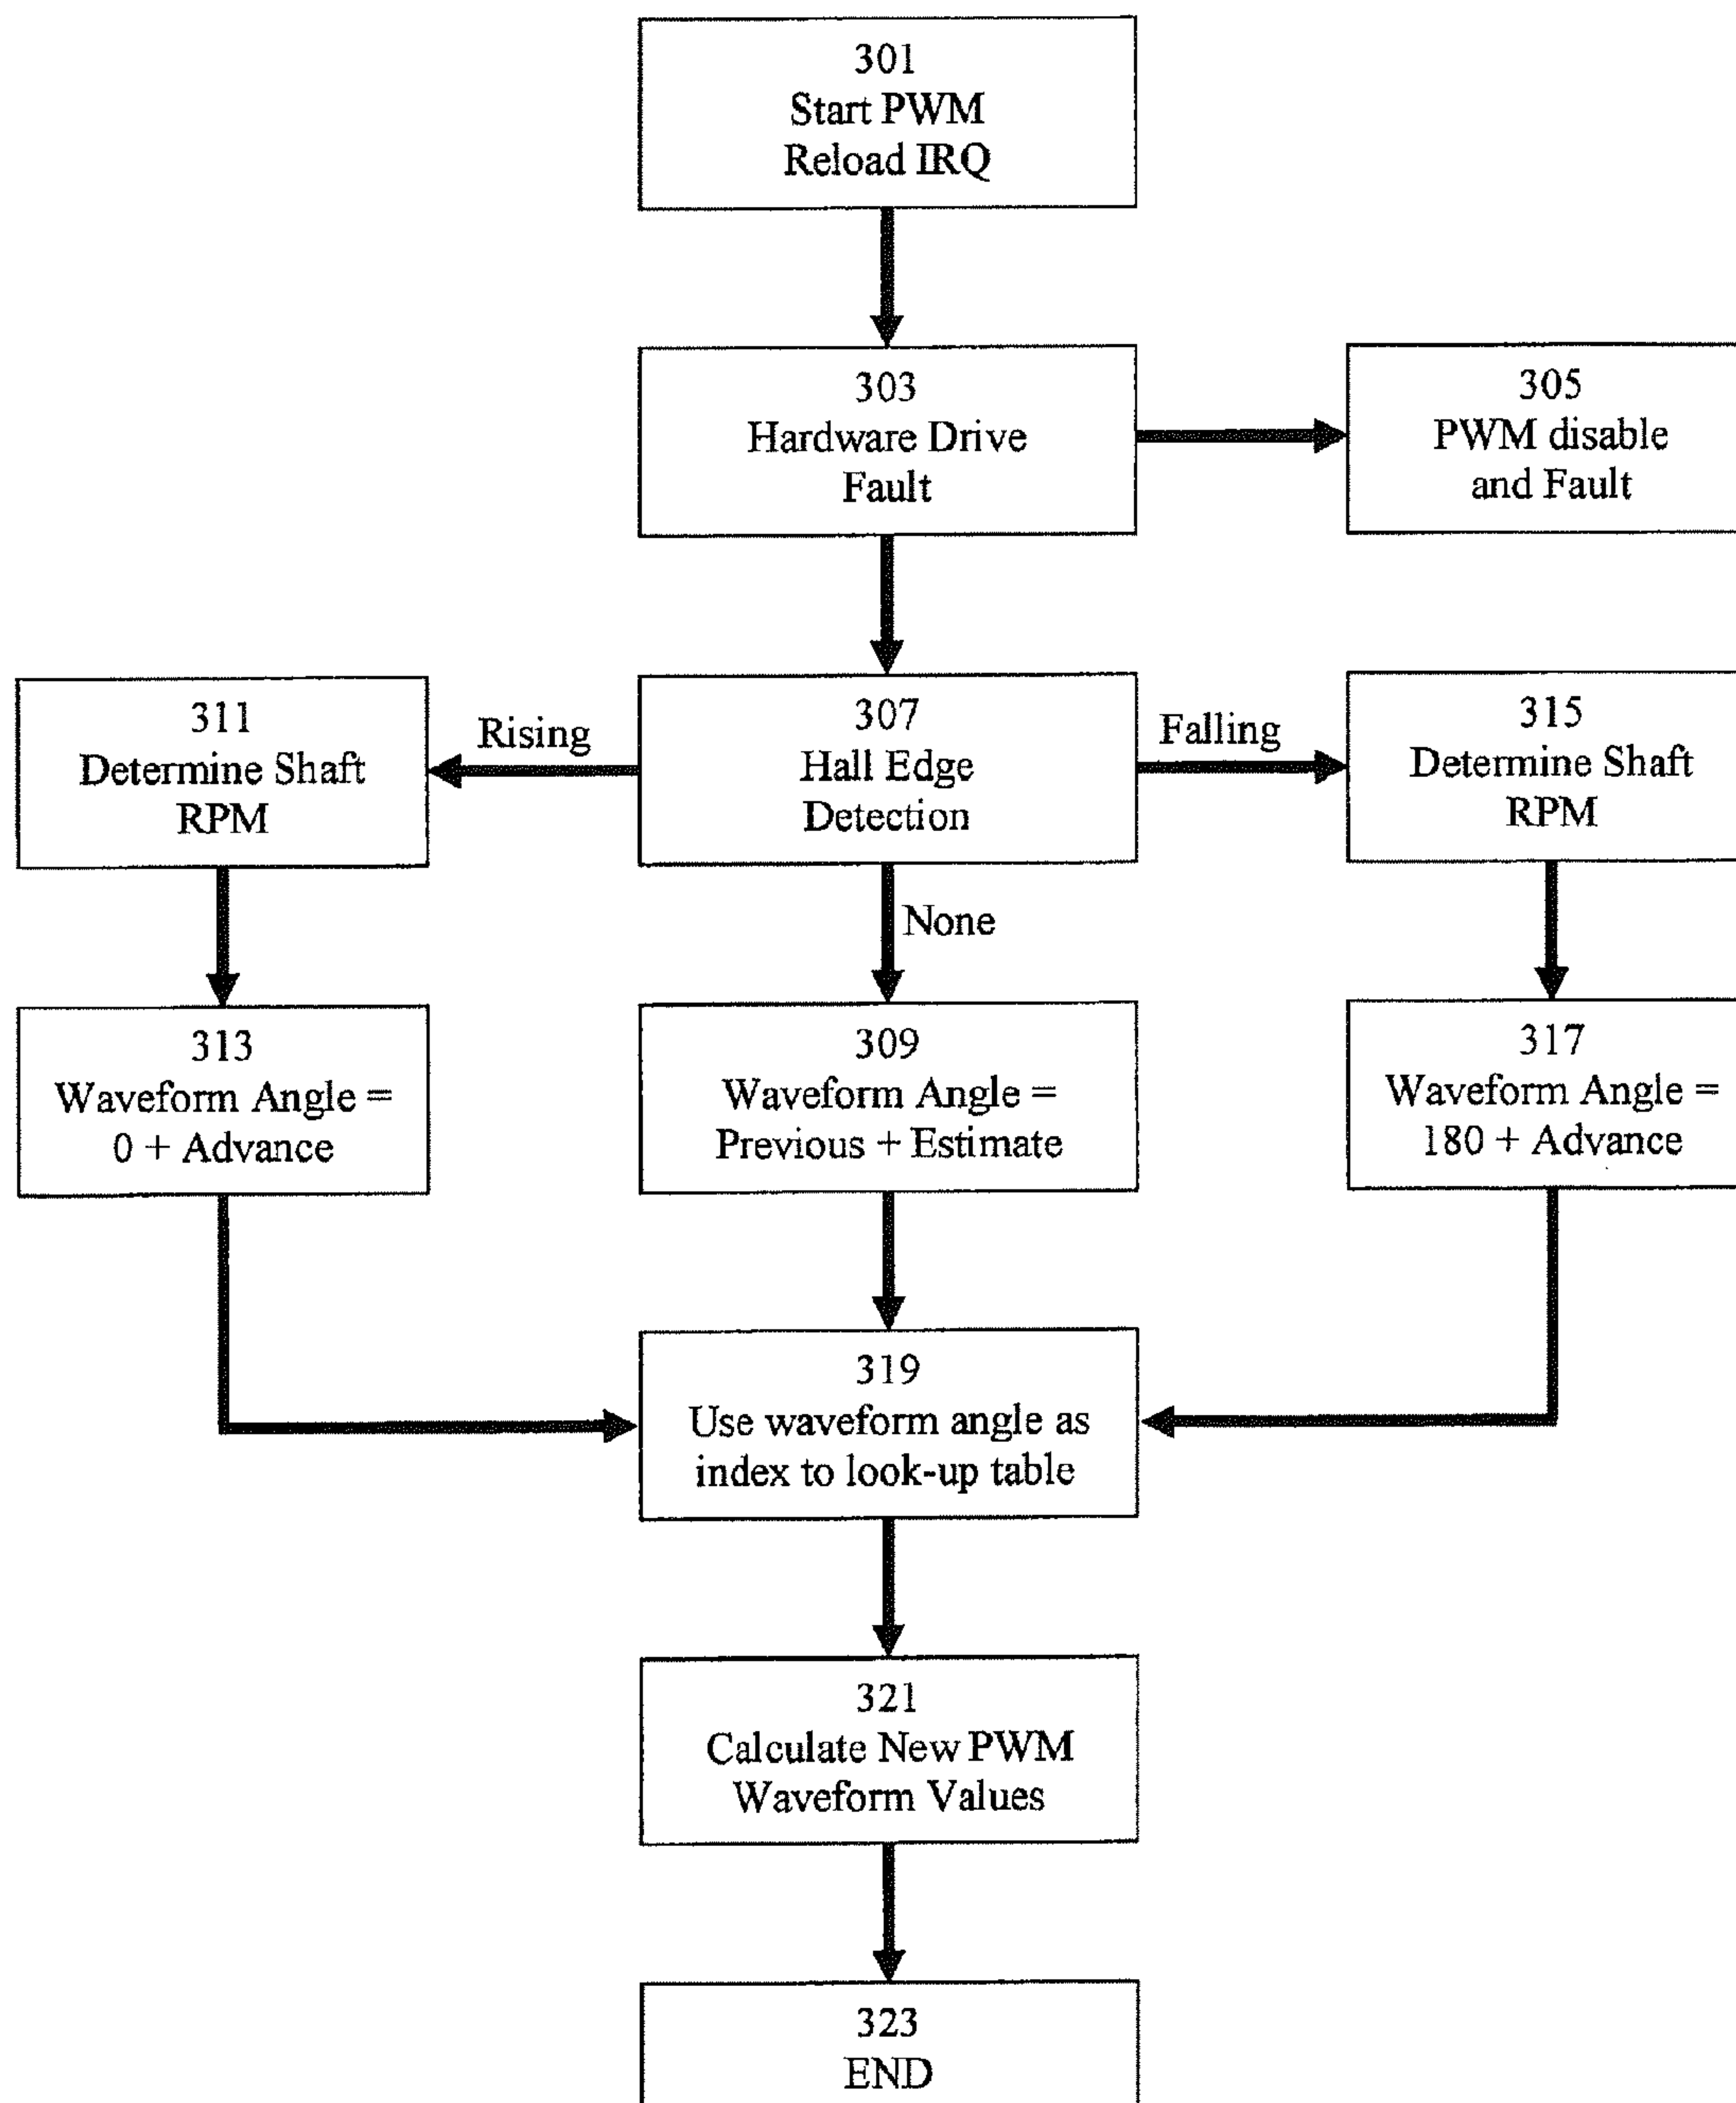 301
Start PWM
Reload IRQ
303
Hardware Drive
Fault
305
PWM disable
and Fault
307
Hall Edge
Detection
Rising
Falling
None
311
Determine Shaft
RPM
315
Determine Shaft
RPM
313
Waveform Angle =
0 + Advance
309
Waveform Angle =
Previous + Estimate
317
Waveform Angle =
180 + Advance
319
Use waveform angle as
index to look-up table
321
Calculate New PWM
Waveform Values
323
END